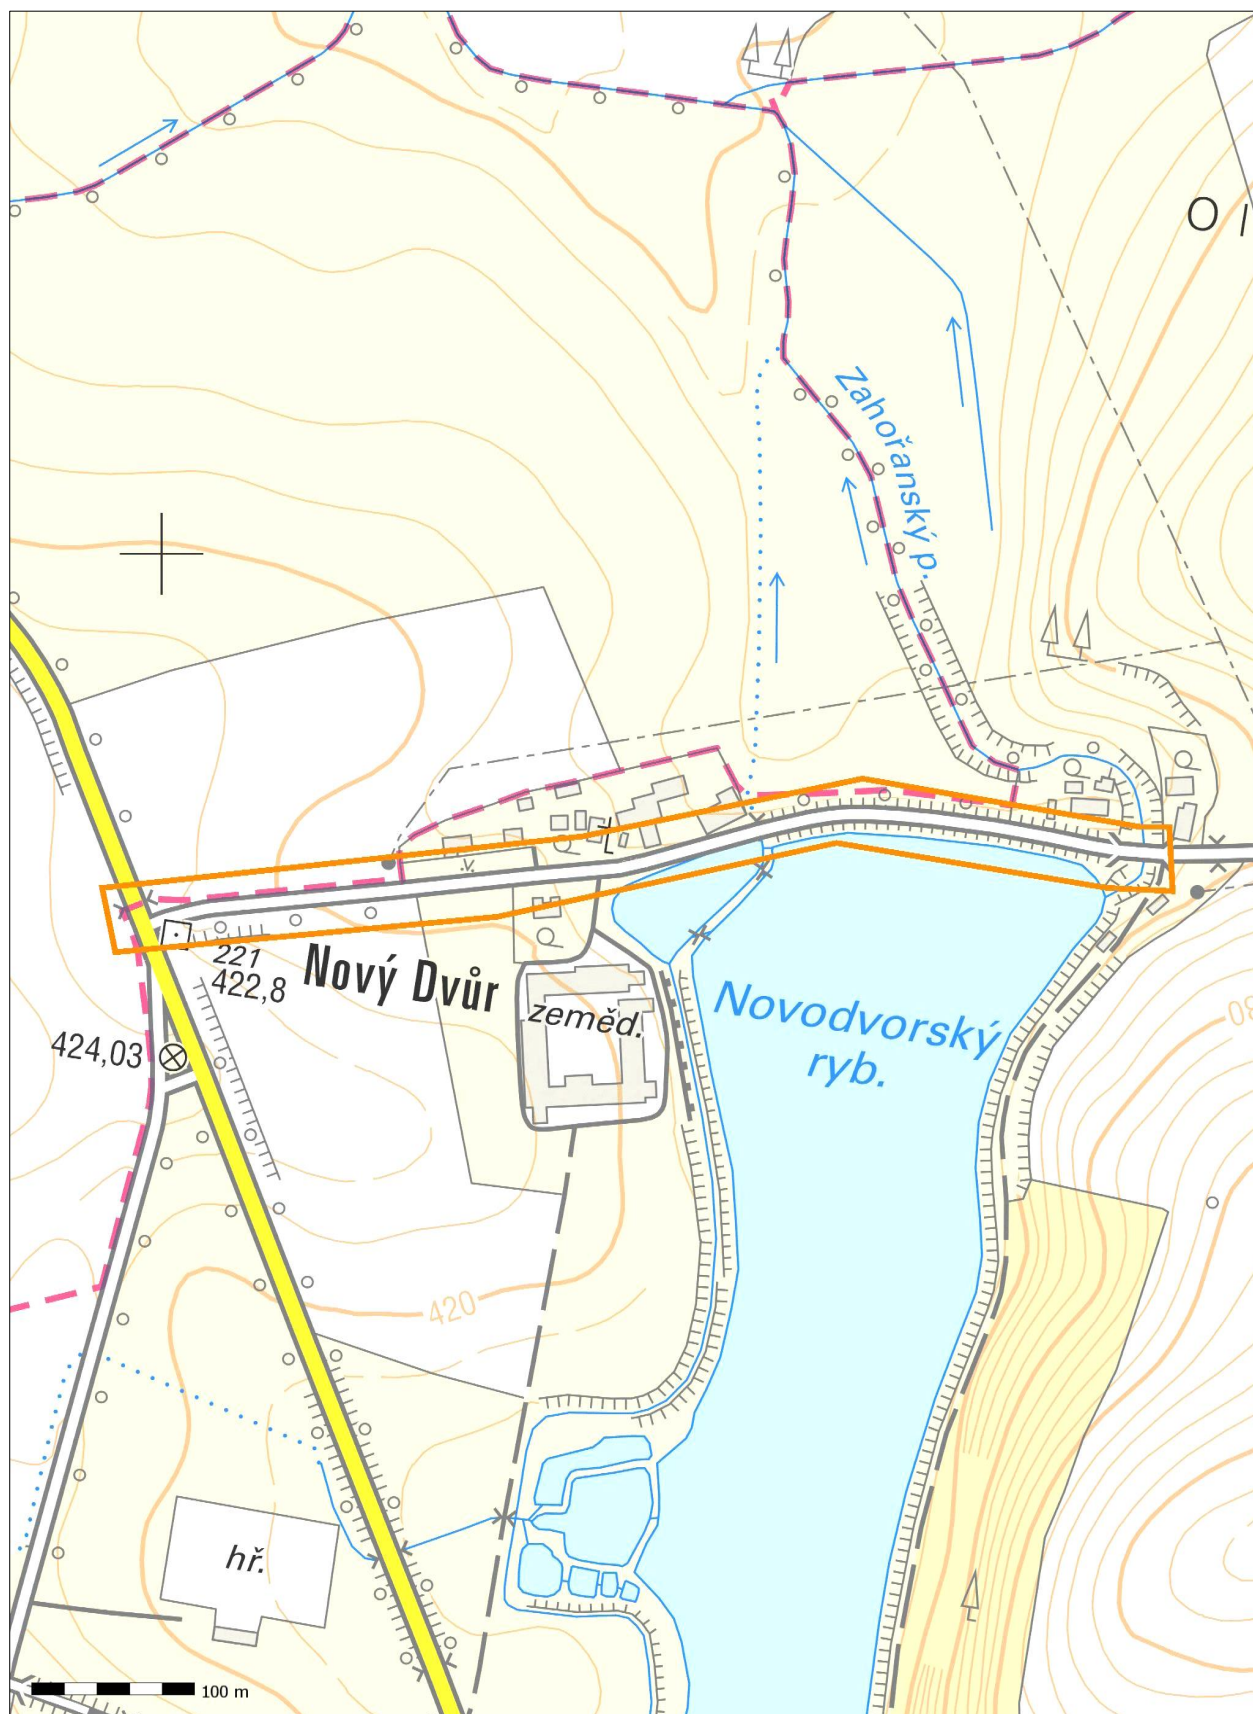 O l
Zahořanský p.
v.
221
422,8
Nový Dvůr
zeměd.
Novodvorský
ryb.
424,03
420
hř.
100 m